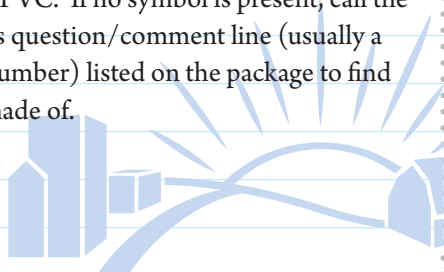 PVC. If no symbol is present, call the
s question/comment line (usually a
umber) listed on the package to find
made of.